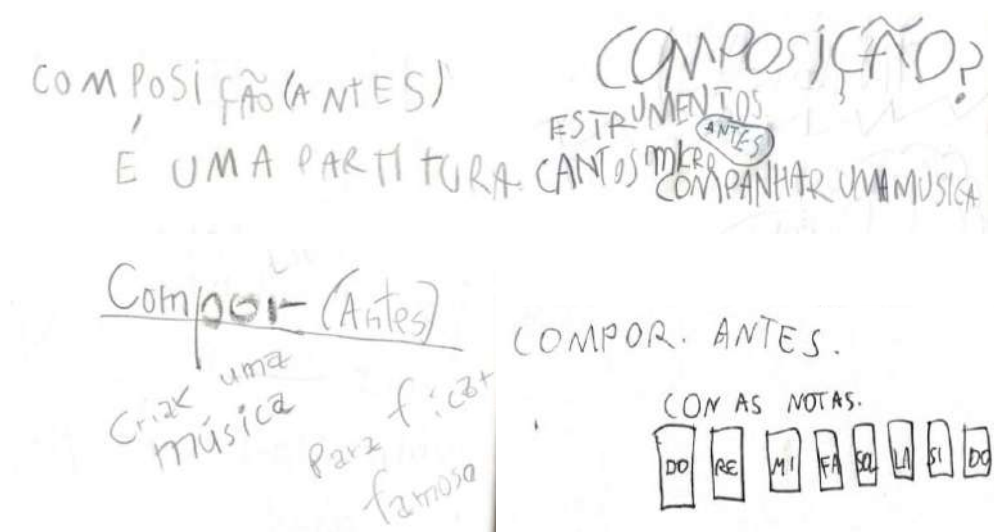 COMPOSIÇÃO (ANTES)
É UMA PARTITURA
COMPOSIÇÃO?
ESTRUMENTOS
ANTES
CANTOS
COMPANHAR UMA MUSICA
Compor (Antes)
Criar uma
música
para ficar
famoso
COMPOR. ANTES.
CON AS NOTAS.
DO RE MI FA SOL LA SI DO